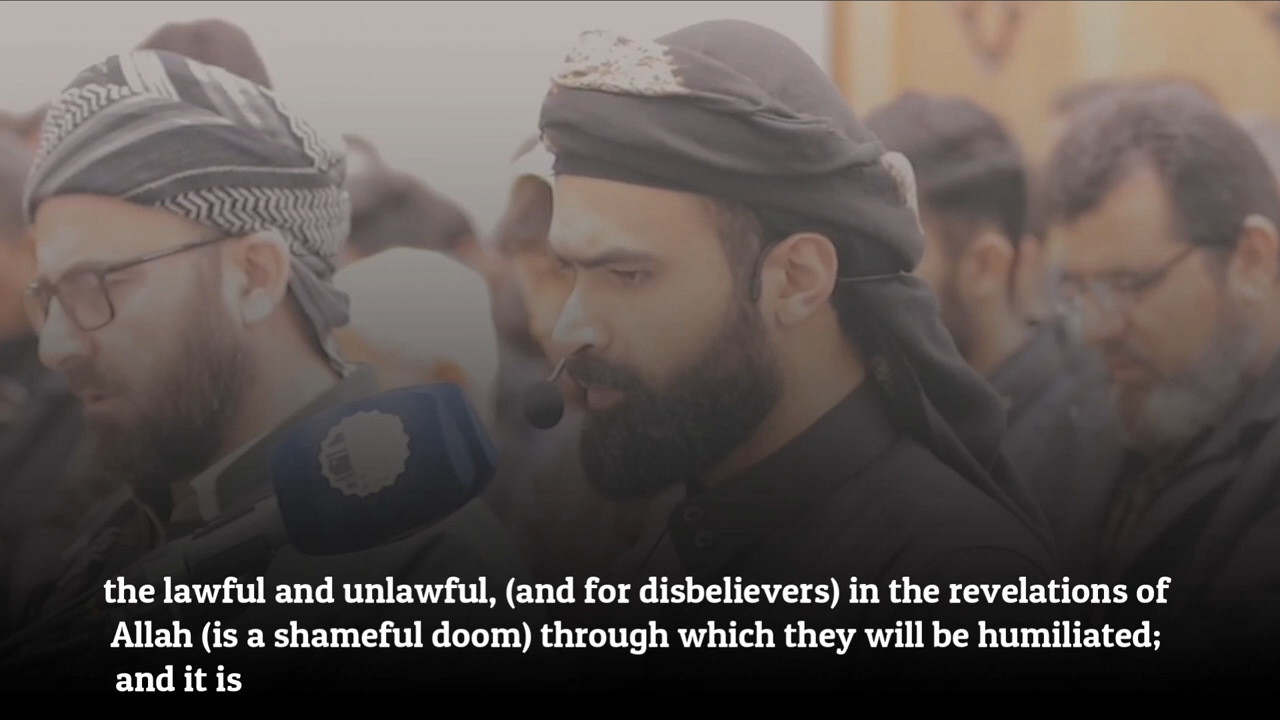 the lawful and unlawful, (and for disbelievers) in the revelations of
Allah (is a shameful doom) through which they will be humiliated;
and it is